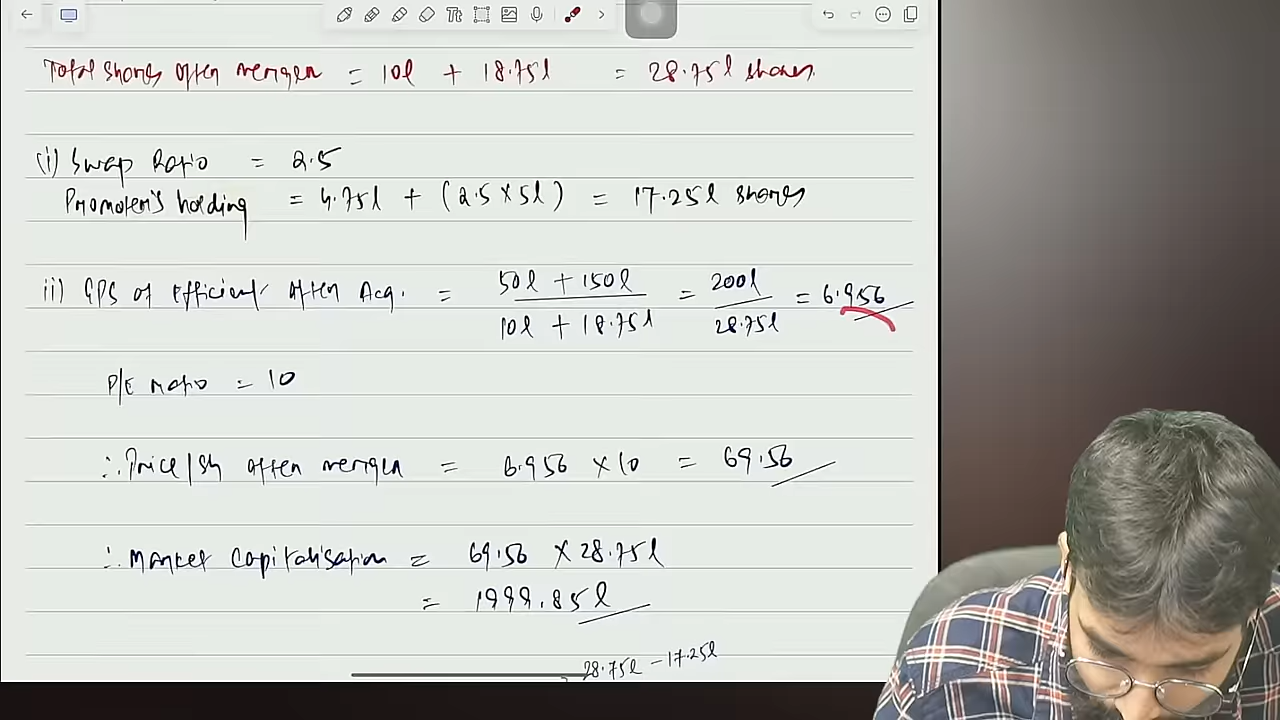 Total Shares after merger = 10l + 18.75l = 28.75l shares
(i) Swap Ratio = 2.5
Promoter's holding = 4.75l + (2.5 × 5l) = 17.25l shares
ii) EPS of Efficient after Acq. = 50l + 150l / 10l + 18.75l = 200l / 28.75l = 6.956
P/E Ratio = 10
∴ Price/sh after merger = 6.956 × 10 = 69.56
∴ Market Capitalisation = 69.56 × 28.75l
= 1999.85l
28.75l - 17.25l